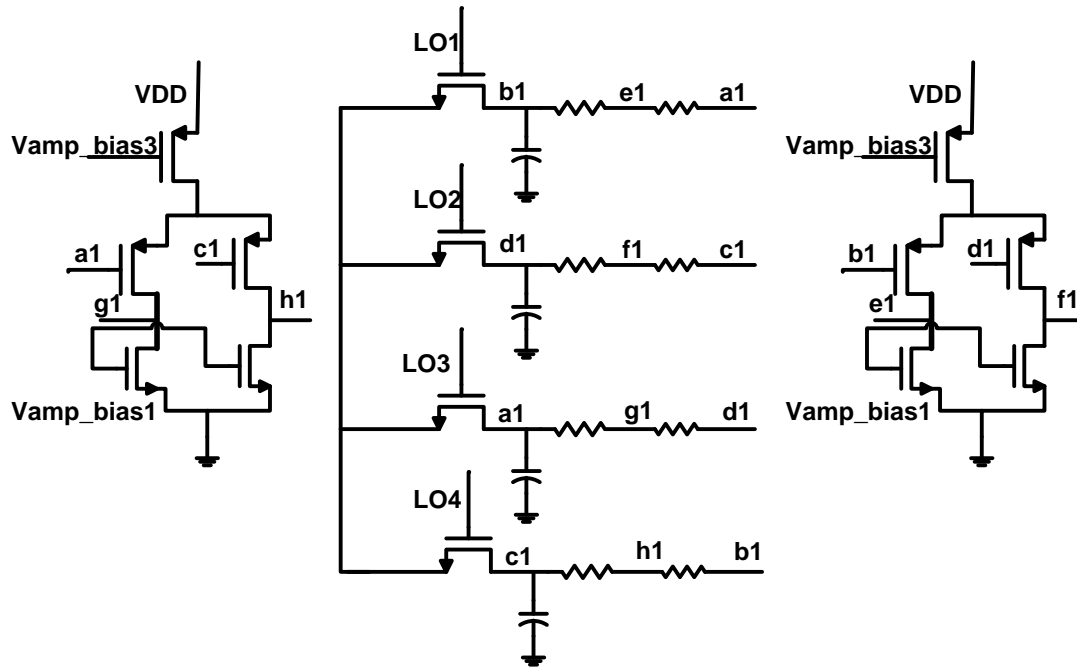 LO1
VDD
b1 e1 a1
Vamp_bias3
LO2
a1 c1
d1 f1 c1
g1 h1
LO3
Vamp_bias1
a1 g1 d1
LO4
c1 h1 b1
VDD
Vamp_bias3
b1 d1
e1 f1
Vamp_bias1